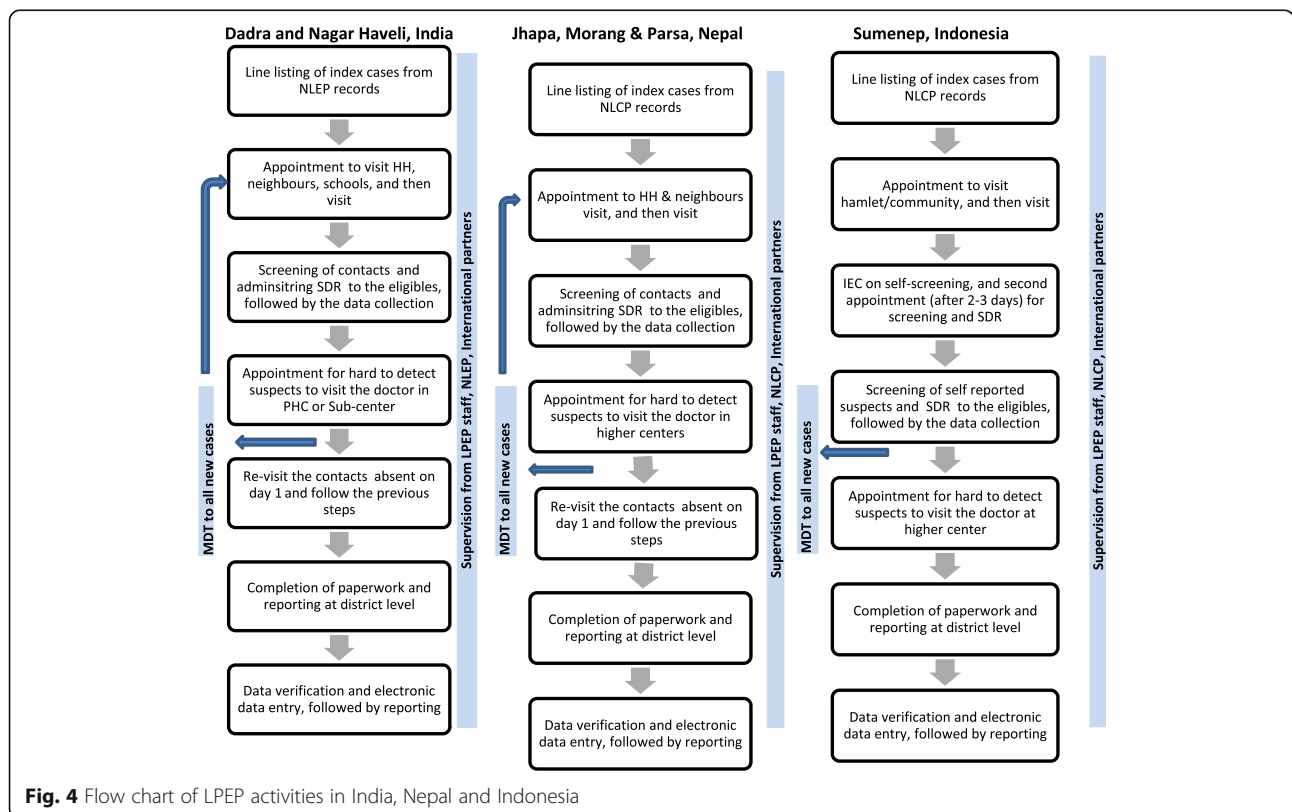 Dadra and Nagar Haveli, India
Line listing of index cases from
NLEP records
Appointment to visit HH,
neighbours, schools, and then
visit
Screening of contacts and
adminsitring SDR to the eligibles,
followed by the data collection
Appointment for hard to detect
suspects to visit the doctor in
PHC or Sub-center
Re-visit the contacts absent on
day 1 and follow the previous
steps
Completion of paperwork and
reporting at district level
Data verification and electronic
data entry, followed by reporting
MDT to all new cases
Supervision from LPEP staff, NLEP, International partners
Jhapa, Morang & Parsa, Nepal
Line listing of index cases from
NLCP records
Appointment to HH & neighbours
visit, and then visit
Screening of contacts and
adminsitring SDR to the eligibles,
followed by the data collection
Appointment for hard to detect
suspects to visit the doctor in
higher centers
Re-visit the contacts absent on
day 1 and follow the previous
steps
Completion of paperwork and
reporting at district level
Data verification and electronic
data entry, followed by reporting
MDT to all new cases
Supervision from LPEP staff, NLCP, International partners
Sumenep, Indonesia
Line listing of index cases from
NLCP records
Appointment to visit
hamlet/community, and then visit
IEC on self-screening, and second
appointment (after 2-3 days) for
screening and SDR
Screening of self reported
suspects and SDR to the eligibles,
followed by the data collection
Appointment for hard to detect
suspects to visit the doctor at
higher center
Completion of paperwork and
reporting at district level
Data verification and electronic
data entry, followed by reporting
MDT to all new cases
Supervision from LPEP staff, NLCP, International partners
Fig. 4 Flow chart of LPEP activities in India, Nepal and Indonesia